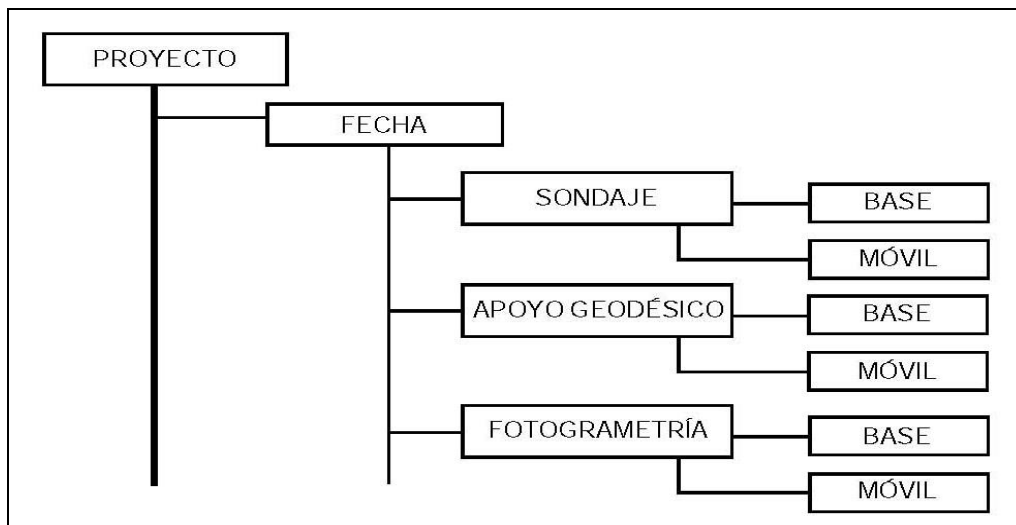 PROYECTO
FECHA
SONDAJE
BASE
MÓVIL
APOYO GEODÉSICO
BASE
MÓVIL
FOTOGRAMETRÍA
BASE
MÓVIL